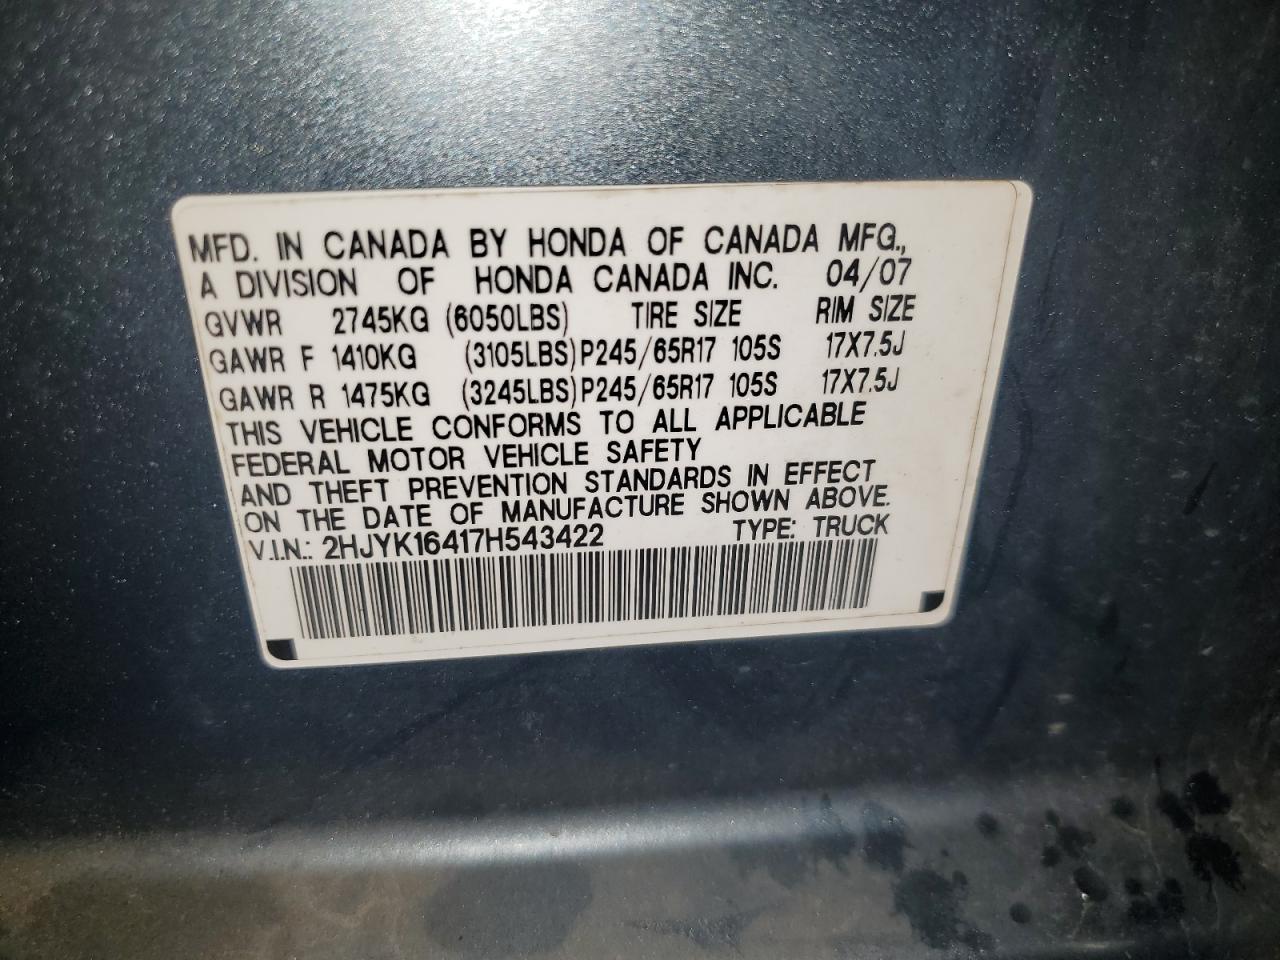 MFD. IN CANADA BY HONDA OF CANADA MFG.,
A DIVISION OF HONDA CANADA INC. 04/07
GVWR 2745KG (6050LBS) TIRE SIZE RIM SIZE
GAWR F 1410KG (3105LBS) P245/65R17 105S 17X7.5J
GAWR R 1475KG (3245LBS) P245/65R17 105S 17X7.5J
THIS VEHICLE CONFORMS TO ALL APPLICABLE
FEDERAL MOTOR VEHICLE SAFETY
AND THEFT PREVENTION STANDARDS IN EFFECT
ON THE DATE OF MANUFACTURE SHOWN ABOVE.
V.I.N.: 2HJYK16417H543422 TYPE: TRUCK